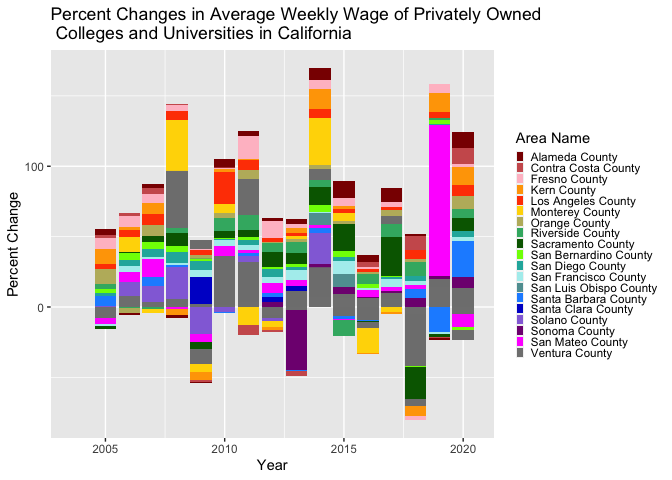 Percent Changes in Average Weekly Wage of Privately Owned
Colleges and Universities in California
Percent Change
100
0
2005
2010
2015
2020
Year
Area Name
Alameda County
Contra Costa County
Fresno County
Kern County
Los Angeles County
Monterey County
Orange County
Riverside County
Sacramento County
San Bernardino County
San Diego County
San Francisco County
San Luis Obispo County
Santa Barbara County
Santa Clara County
Solano County
Sonoma County
San Mateo County
Ventura County